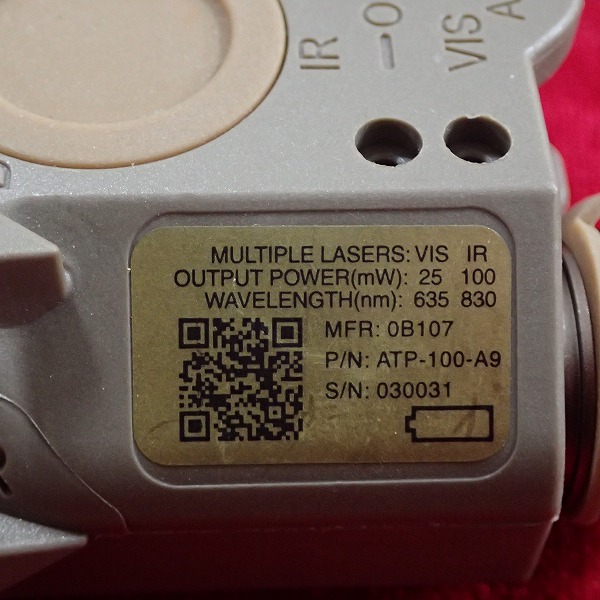 IR
O
VIS
A
MULTIPLE LASERS: VIS IR
OUTPUT POWER(mW): 25 100
WAVELENGTH(nm): 635 830
MFR: 0B107
P/N: ATP-100-A9
S/N: 030031